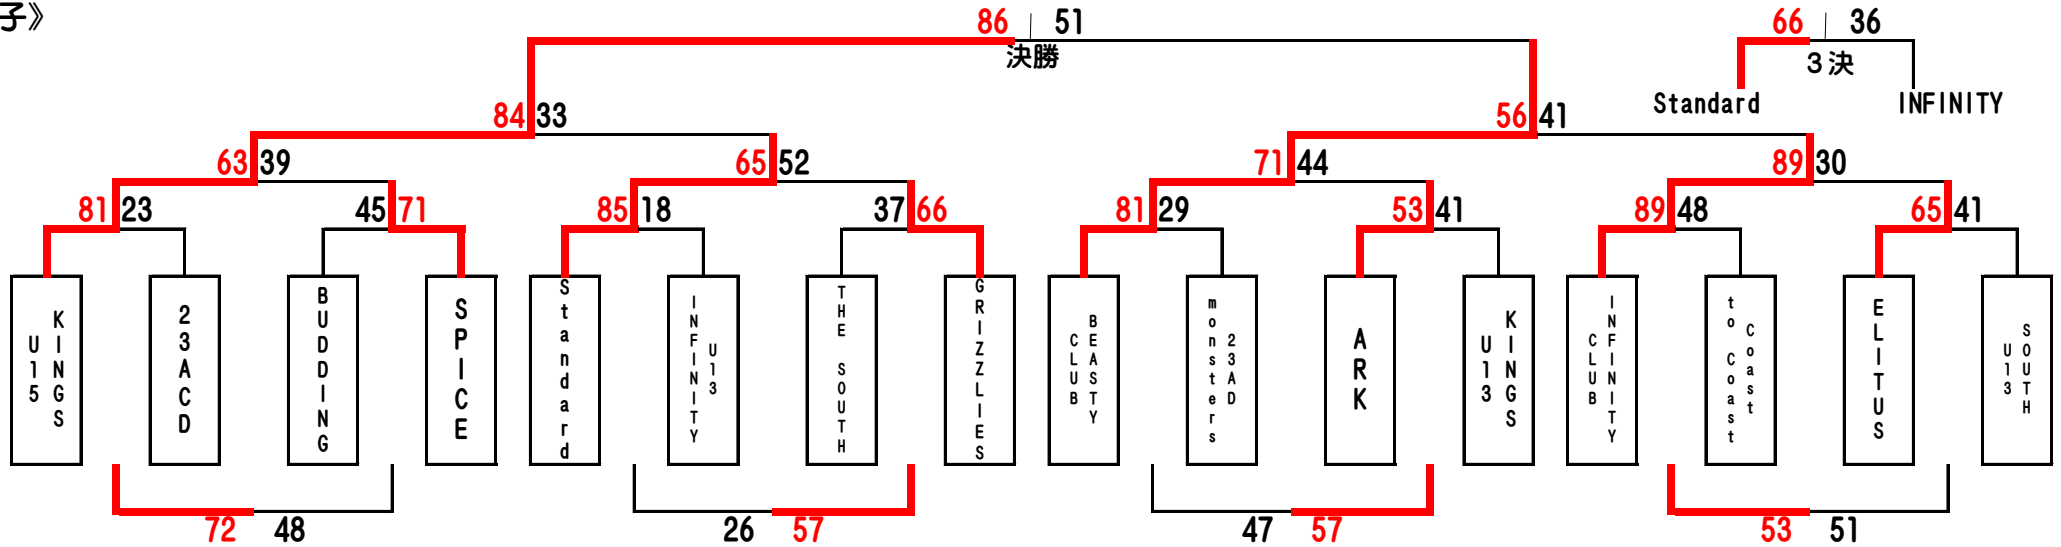 子》
86 51
決勝
66 36
3決
Standard INFINITY
84 33
56 41
63 39
65 52
71 44
89 30
81 23
45 71
85 18
37 66
81 29
53 41
89 48
65 41
KINGS
U15
23ACD
BUDDING
SPICE
Standard
U13
INFINITY
THE SOUTH
GRIZZLIES
BEASTY
CLUB
23AD
monsters
ARK
KINGS
U13
INFINITY
CLUB
Coast
to Coast
ELITUS
SOUTH
U13
72 48
26 57
47 57
53 51